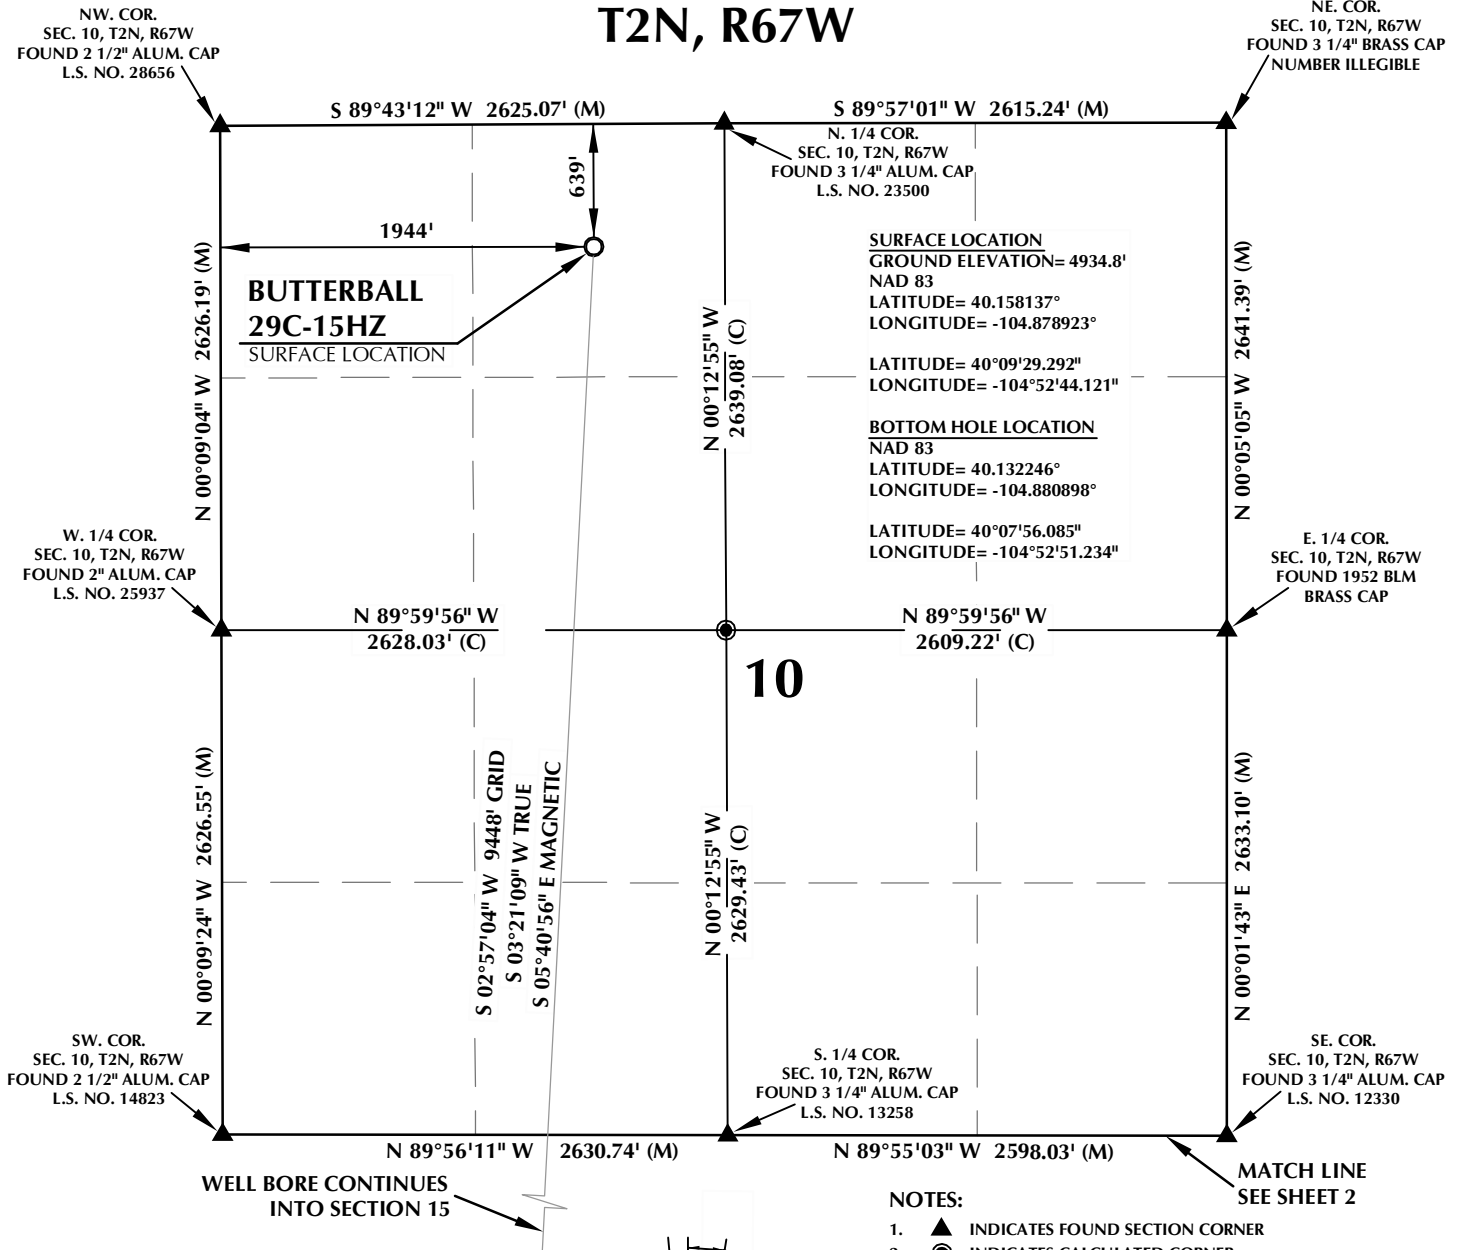 T2N, R67W
NW. COR.
SEC. 10, T2N, R67W
FOUND 2 1/2" ALUM. CAP
L.S. NO. 28656
NE. COR.
SEC. 10, T2N, R67W
FOUND 3 1/4" BRASS CAP
NUMBER ILLEGIBLE
S 89°43'12" W 2625.07' (M)
S 89°57'01" W 2615.24' (M)
N. 1/4 COR.
SEC. 10, T2N, R67W
FOUND 3 1/4" ALUM. CAP
L.S. NO. 23500
639'
1944'
BUTTERBALL
29C-15HZ
SURFACE LOCATION
N 00°09'04" W 2626.19' (M)
N 00°12'55" W
2639.08' (C)
SURFACE LOCATION
GROUND ELEVATION= 4934.8'
NAD 83
LATITUDE= 40.158137°
LONGITUDE= -104.878923°
LATITUDE= 40°09'29.292"
LONGITUDE= -104°52'44.121"
BOTTOM HOLE LOCATION
NAD 83
LATITUDE= 40.132246°
LONGITUDE= -104.880898°
LATITUDE= 40°07'56.085"
LONGITUDE= -104°52'51.234"
N 00°05'05" W 2641.39' (M)
W. 1/4 COR.
SEC. 10, T2N, R67W
FOUND 2" ALUM. CAP
L.S. NO. 25937
E. 1/4 COR.
SEC. 10, T2N, R67W
FOUND 1952 BLM
BRASS CAP
N 89°59'56" W
2628.03' (C)
N 89°59'56" W
2609.22' (C)
10
N 00°09'24" W 2626.55' (M)
S 02°57'04" W 9448' GRID
S 03°21'09" W TRUE
S 05°40'56" E MAGNETIC
N 00°12'55" W
2629.43' (C)
N 00°01'43" E 2633.10' (M)
SW. COR.
SEC. 10, T2N, R67W
FOUND 2 1/2" ALUM. CAP
L.S. NO. 14823
S. 1/4 COR.
SEC. 10, T2N, R67W
FOUND 3 1/4" ALUM. CAP
L.S. NO. 13258
SE. COR.
SEC. 10, T2N, R67W
FOUND 3 1/4" ALUM. CAP
L.S. NO. 12330
N 89°56'11" W 2630.74' (M)
N 89°55'03" W 2598.03' (M)
WELL BORE CONTINUES
INTO SECTION 15
MATCH LINE
SEE SHEET 2
NOTES:
1. ▲ INDICATES FOUND SECTION CORNER
2. INDICATES CALCULATED CORNER